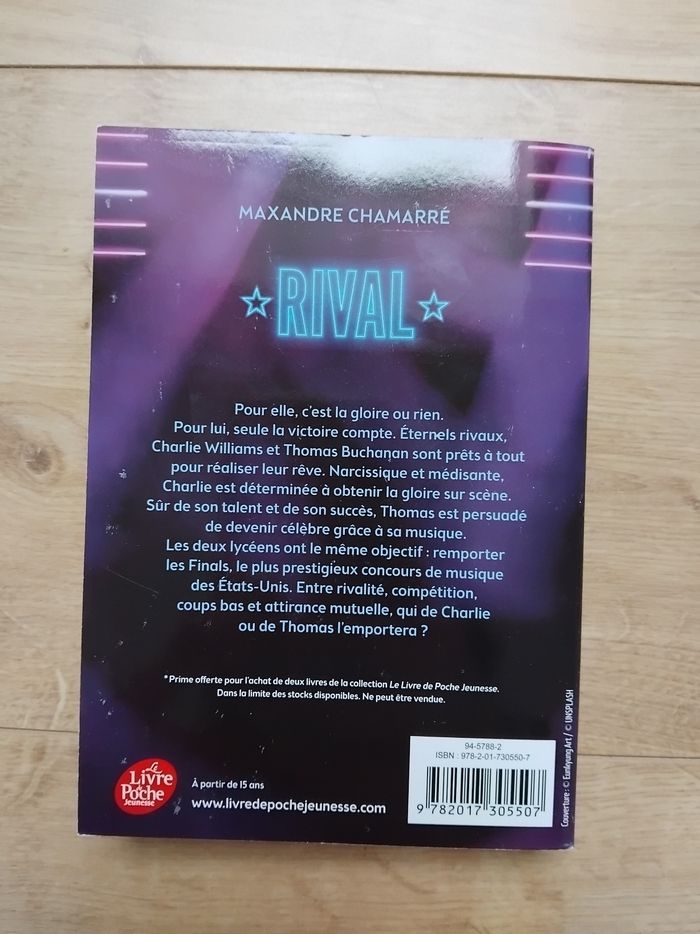 MAXANDRE CHAMARRÉ
RIVAL
Pour elle, c'est la gloire ou rien.
Pour lui, seule la victoire compte. Éternels rivaux,
Charlie Williams et Thomas Buchanan sont prêts à tout
pour réaliser leur rêve. Narcissique et médisante,
Charlie est déterminée à obtenir la gloire sur scène.
Sûr de son talent et de son succès, Thomas est persuadé
de devenir célèbre grâce à sa musique.
Les deux lycéens ont le même objectif : remporter
les Finals, le plus prestigieux concours de musique
des États-Unis. Entre rivalité, compétition,
coups bas et attirance mutuelle, qui de Charlie
ou de Thomas l'emportera ?
*Prime offerte pour l'achat de deux livres de la collection Le Livre de Poche Jeunesse.
Dans la limite des stocks disponibles. Ne peut être vendue.
Le
Livre
de
Poche
Jeunesse
À partir de 15 ans
www.livredepochejeunesse.com
94-5788-2
ISBN : 978-2-01-730550-7
9 782017 305507
Couverture : © Eunkyung Art / © UNSPLASH